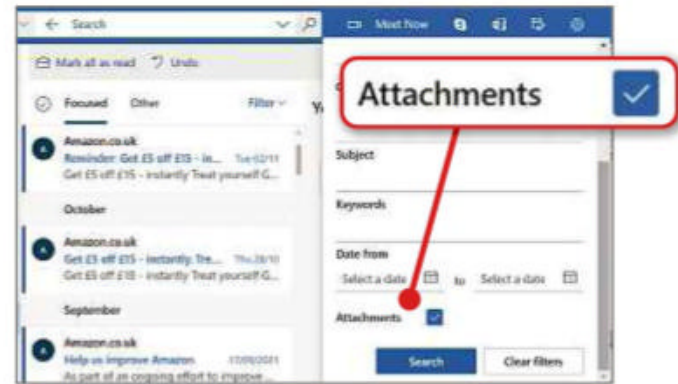 Search
Meet Now
Mark all as read Undo
Focused Other Filter
Attachments
Amazon.co.uk
Reminder: Get £5 off £15 - in... Tue 02/11
Get £5 off £15 - instantly Treat yourself G...
October
Amazon.co.uk
Get £5 off £15 - instantly. Tre... Thu 28/10
Get £5 off £15 - instantly Treat yourself G...
September
Amazon.co.uk
Help us improve Amazon 17/09/2021
As part of an ongoing effort to improve ...
Subject
Keywords
Date from
Select a date to Select a date
Attachments
Search Clear filters